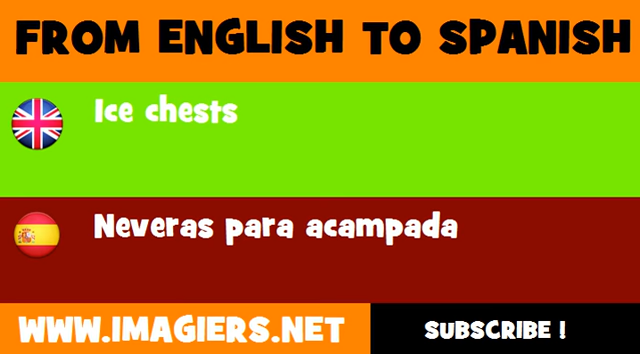 FROM ENGLISH TO SPANISH
Ice chests
Neveras para acampada
WWW.IMAGIERS.NET
SUBSCRIBE !